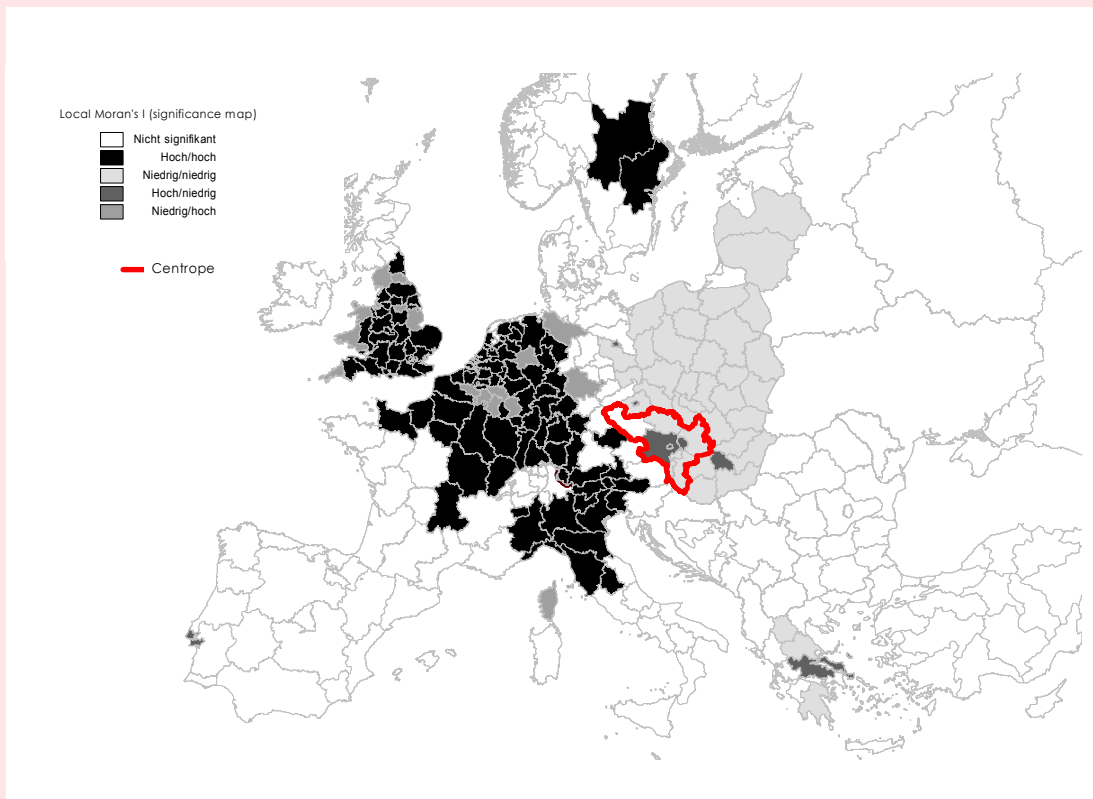 Local Moran's I (significance map)
Nicht signifikant
Hoch/hoch
Niedrig/niedrig
Hoch/niedrig
Niedrig/hoch
Centrope